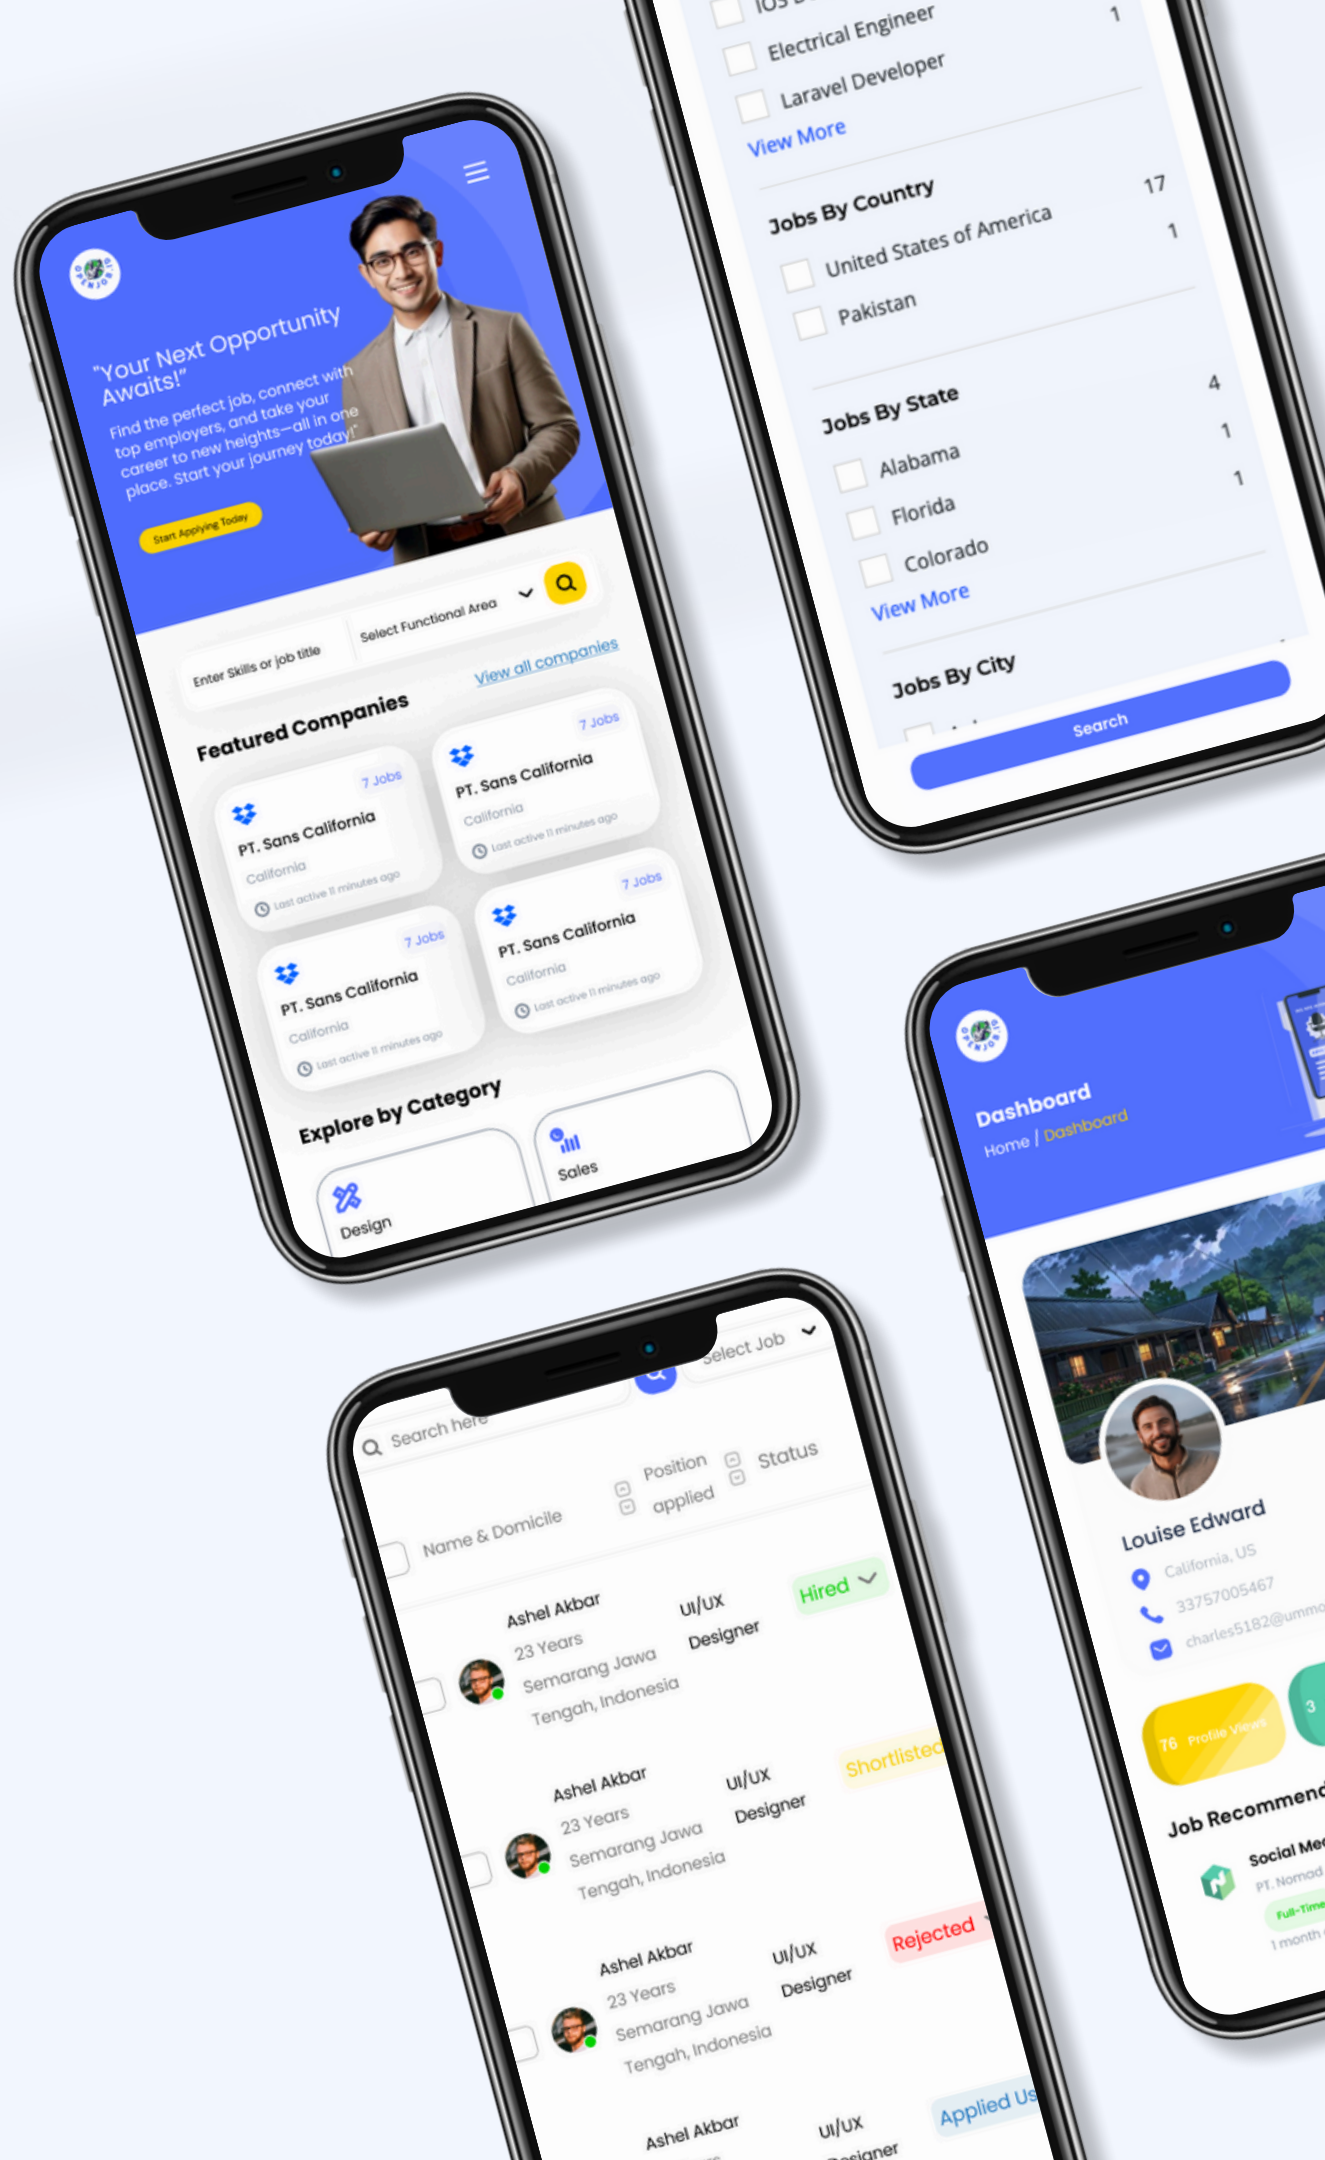 OPENJOB.ID
"Your Next Opportunity
Awaits!"
Find the perfect job, connect with
top employers, and take your
career to new heights—all in one
place. Start your journey today!"
Start Applying Today
Enter Skills or job title
Select Functional Area
Featured Companies
View all companies
7 Jobs
PT. Sans California
California
Last active 11 minutes ago
7 Jobs
PT. Sans California
California
Last active 11 minutes ago
7 Jobs
PT. Sans California
California
Last active 11 minutes ago
7 Jobs
PT. Sans California
California
Last active 11 minutes ago
Explore by Category
Design
Sales
Electrical Engineer 1
Laravel Developer
View More
Jobs By Country
United States of America 17
Pakistan 1
Jobs By State
Alabama 4
Florida 1
Colorado 1
View More
Jobs By City
Search
Search here
Select Job
Name & Domicile
Position
applied
Status
Ashel Akbar
23 Years
Semarang Jawa
Tengah, Indonesia
UI/UX
Designer
Hired
Ashel Akbar
23 Years
Semarang Jawa
Tengah, Indonesia
UI/UX
Designer
Shortlisted
Ashel Akbar
23 Years
Semarang Jawa
Tengah, Indonesia
UI/UX
Designer
Rejected
Ashel Akbar
UI/UX
Designer
Applied Us
OPENJOB.ID
Dashboard
Home / Dashboard
Louise Edward
California, US
33757005467
charles5182@ummo
76 Profile Views
3
Job Recommend
Social Med
PT. Nomad
Full-Time
1 month